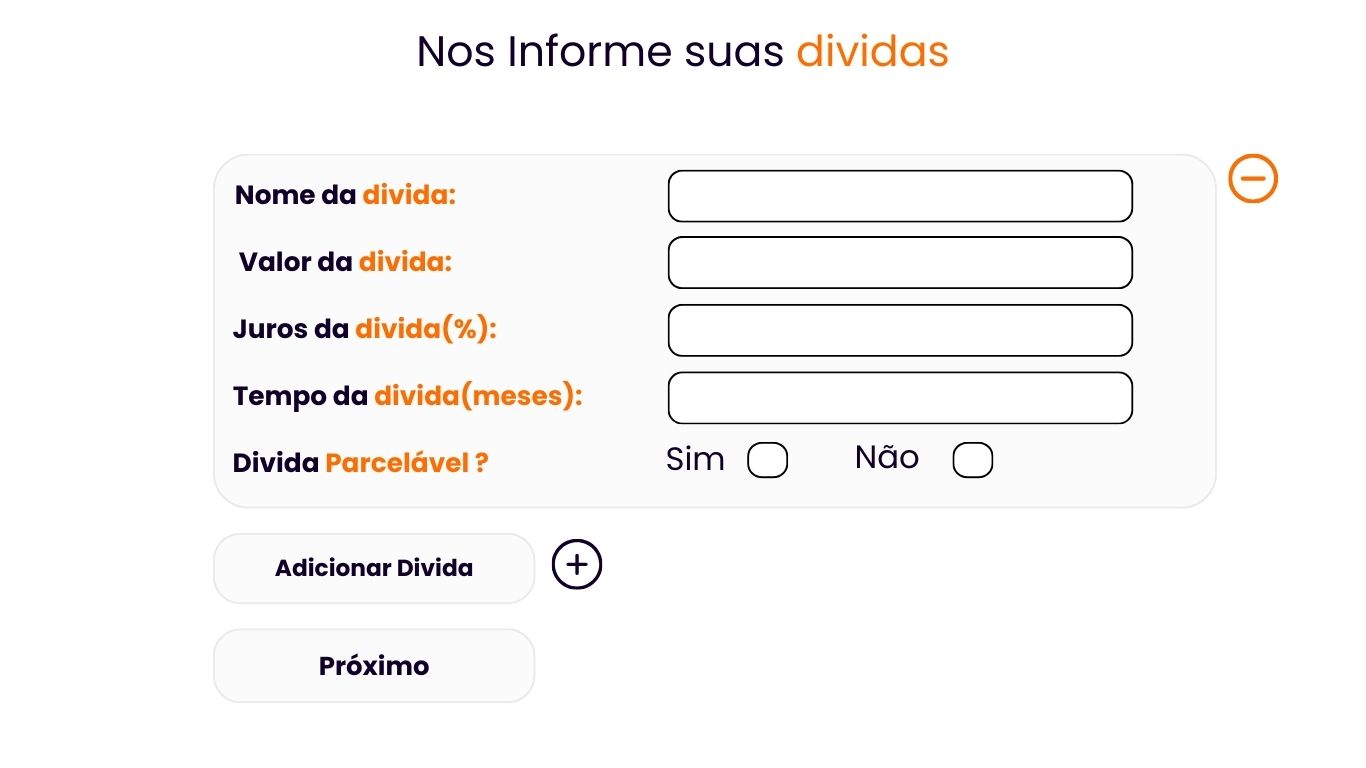 Nos Informe suas dividas
Nome da divida:
Valor da divida:
Juros da divida(%):
Tempo da divida(meses):
Divida Parcelável ? Sim Não
Adicionar Divida
Próximo